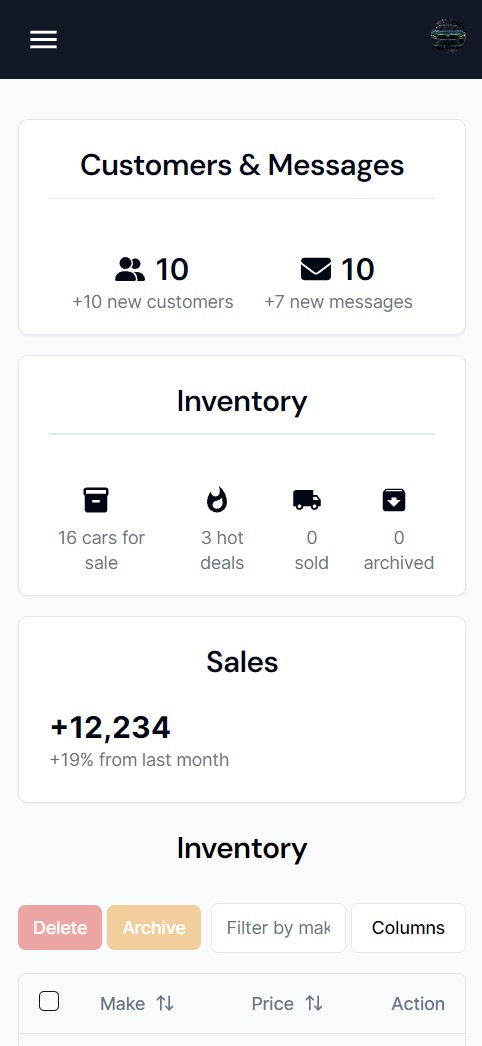 Customers & Messages
10 10
+10 new customers +7 new messages
Inventory
16 cars for sale
3 hot deals
0 sold
0 archived
Sales
+12,234
+19% from last month
Inventory
Delete Archive Filter by mak Columns
Make Price Action